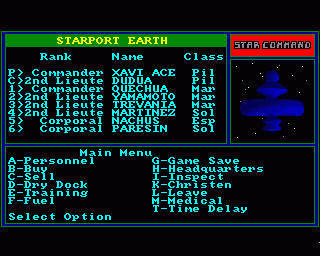 STARPORT EARTH
STAR COMMAND
Rank Name Class
P> Commander XAVI ACE Pil
C>2nd Lieute DUDUA Pil
1> Commander QUECHUA Mar
2>2nd Lieute YAMAMOTO Mar
3>2nd Lieute TREVANIA Mar
4>2nd Lieute MARTINEZ Sol
5> Corporal NACHUS Esp
6> Corporal PARESIN Sol
Main Menu
A-Personnel G-Game Save
B-Buy H-Headquarters
C-Sell I-Inspect
D-Dry Dock K-Christen
E-Training L-Leave
F-Fuel M-Medical
T-Time Delay
Select Option